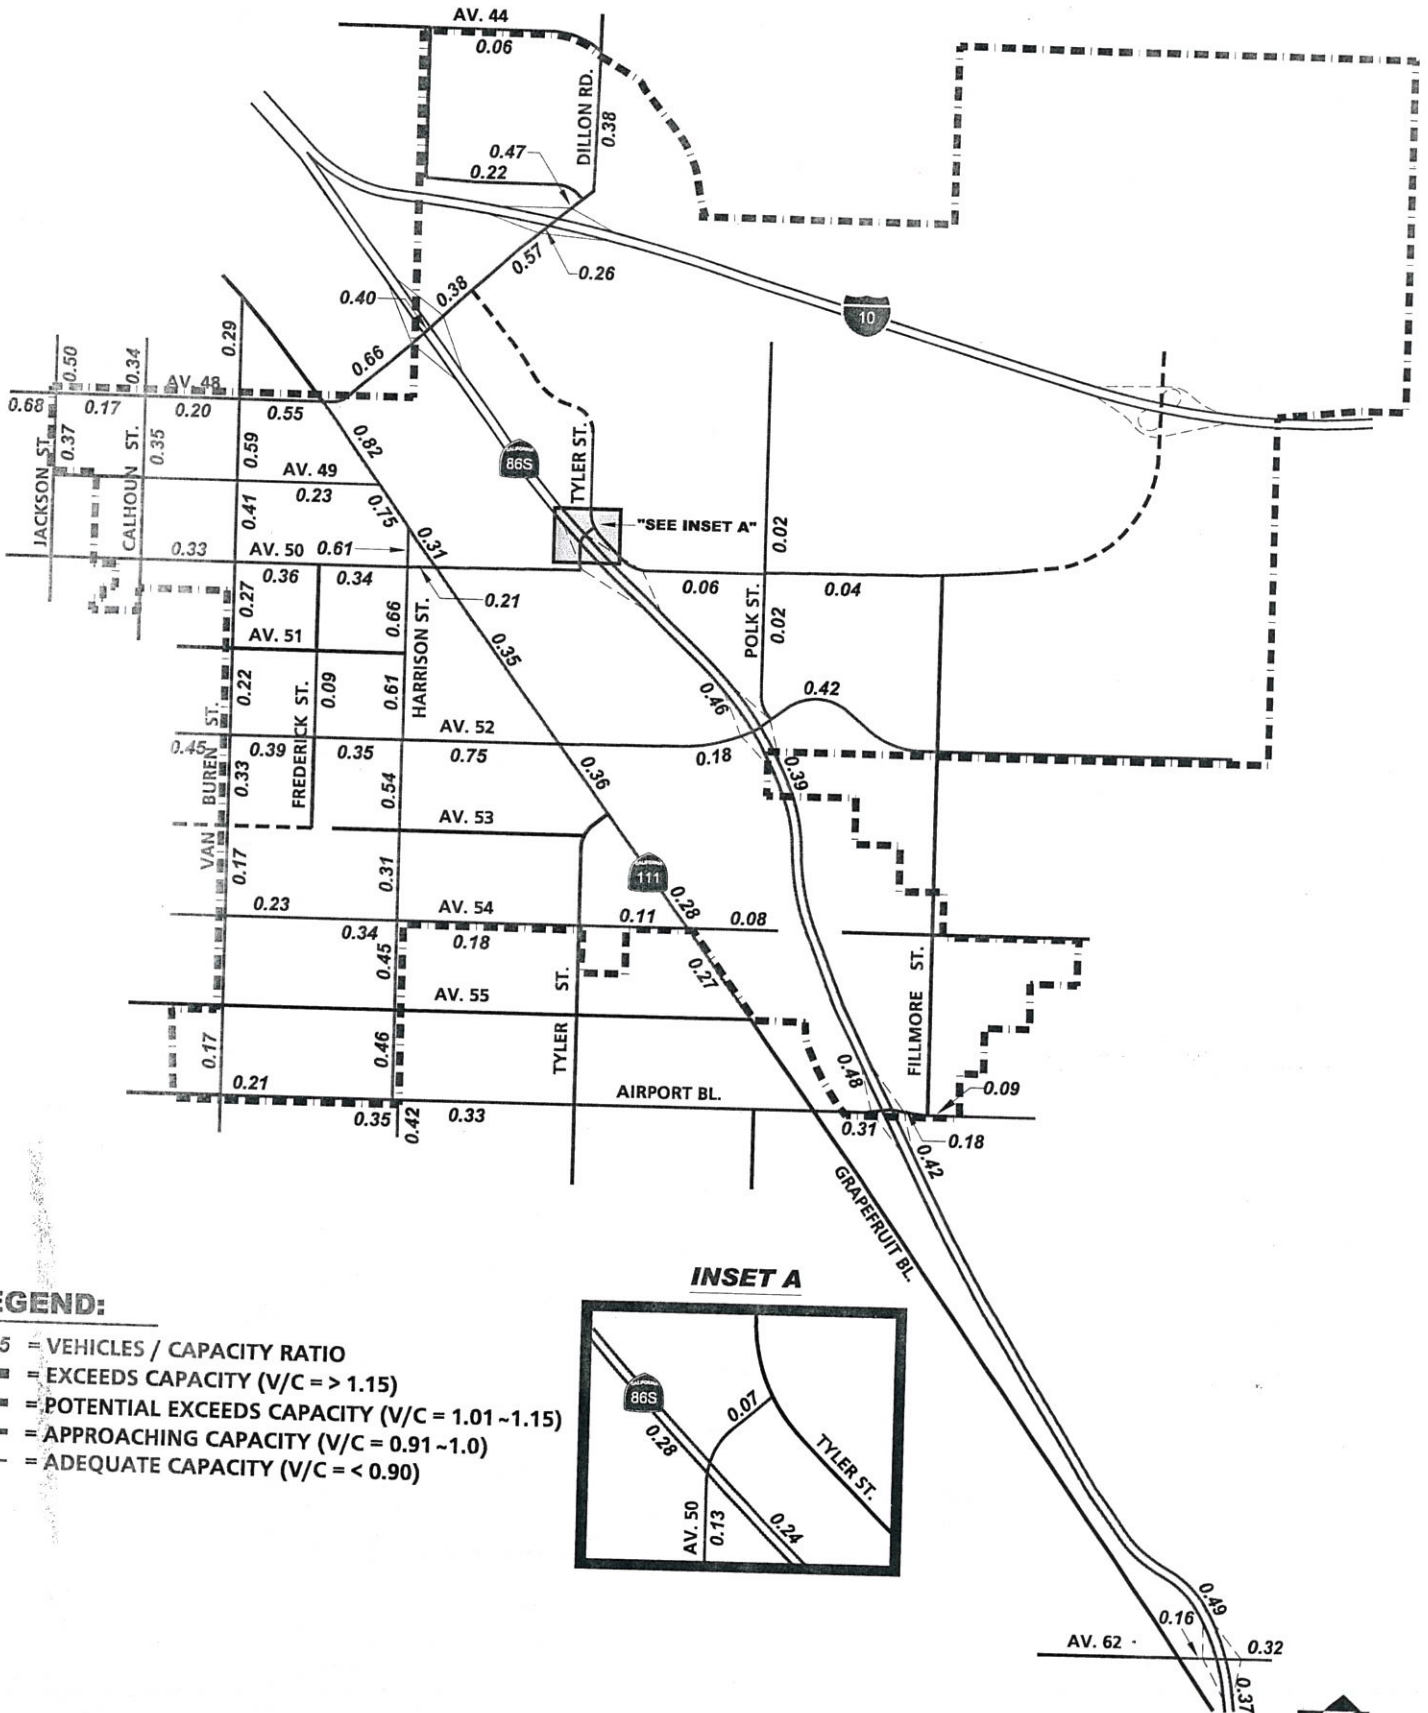 AV. 44
0.06
DILLON RD.
0.38
0.47
0.22
0.57
0.26
0.38
0.40
10
0.29
0.66
0.50
0.34
AV. 48
0.68
0.17
0.20
0.55
0.37
0.35
0.59
0.82
JACKSON ST.
CALHOUN ST.
AV. 49
0.23
86S
TYLER ST.
0.41
0.75
"SEE INSET A"
0.02
0.33
AV. 50
0.61
0.31
0.36
0.34
0.21
0.06
0.04
POLK ST.
0.02
0.27
0.66
HARRISON ST.
AV. 51
0.35
0.22
0.09
0.61
0.46
0.42
FREDERICK ST.
AV. 52
0.45
0.39
0.35
0.75
0.18
VAN BUREN ST.
0.33
0.54
0.36
0.39
AV. 53
0.17
0.31
CALIFORNIA
111
0.23
AV. 54
0.28
0.11
0.08
0.34
0.18
0.45
0.27
AV. 55
TYLER ST.
FILLMORE ST.
0.17
0.46
0.48
0.21
AIRPORT BL.
0.09
0.35
0.42
0.33
0.31
0.18
0.42
GRAPEFRUIT BL.
INSET A
86S
0.07
0.28
TYLER ST.
AV. 50
0.13
0.24
EGEND:
5 = VEHICLES / CAPACITY RATIO
= EXCEEDS CAPACITY (V/C = > 1.15)
= POTENTIAL EXCEEDS CAPACITY (V/C = 1.01 ~ 1.15)
= APPROACHING CAPACITY (V/C = 0.91 ~ 1.0)
= ADEQUATE CAPACITY (V/C = < 0.90)
0.49
0.16
AV. 62
0.32
0.37